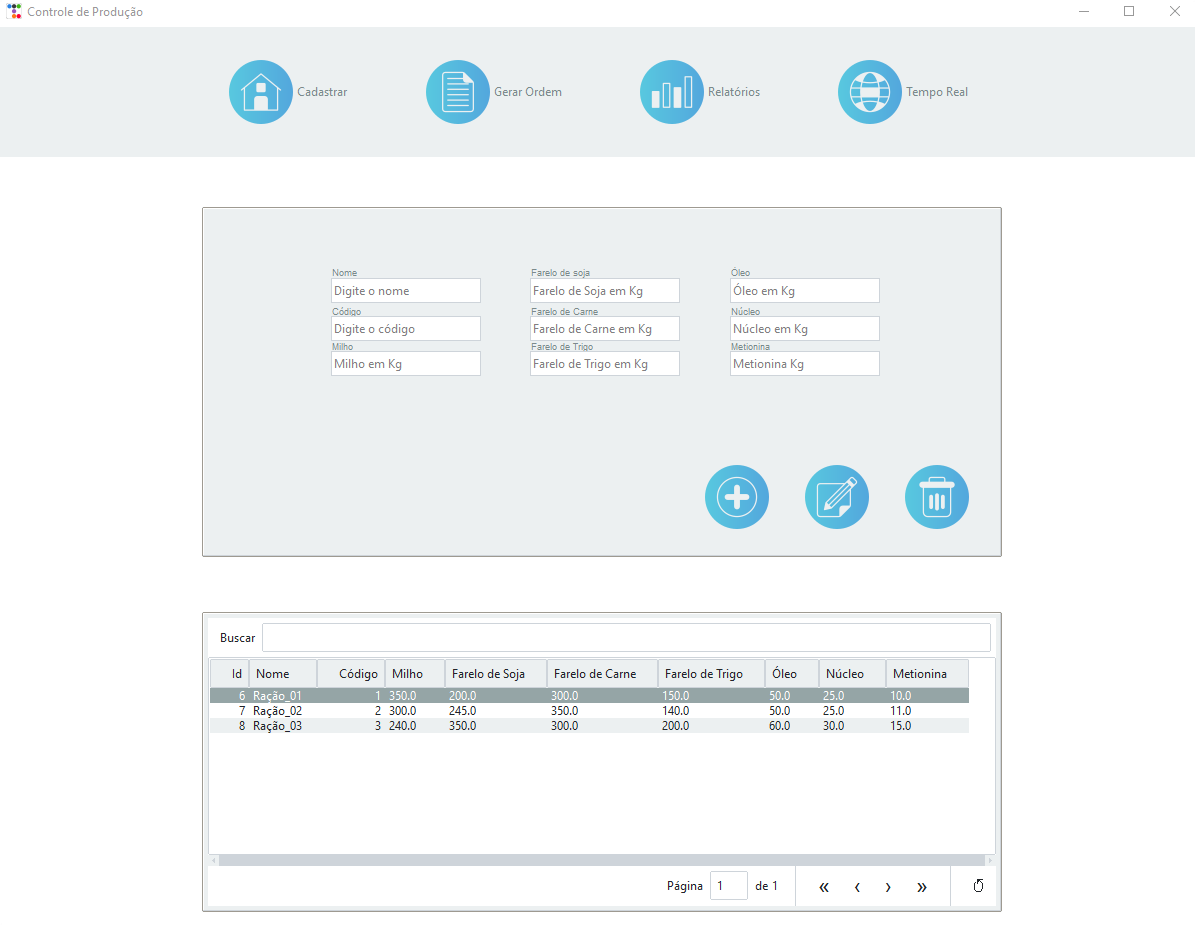 Controle de Produção
Cadastrar Gerar Ordem Relatórios Tempo Real
Nome Farelo de soja Óleo
Digite o nome Farelo de Soja em Kg Óleo em Kg
Código Farelo de Carne Núcleo
Digite o código Farelo de Carne em Kg Núcleo em Kg
Milho Farelo de Trigo Metionina
Milho em Kg Farelo de Trigo em Kg Metionina Kg
Buscar
Id Nome Código Milho Farelo de Soja Farelo de Carne Farelo de Trigo Óleo Núcleo Metionina
6 Ração_01 1 350.0 200.0 300.0 150.0 50.0 25.0 10.0
7 Ração_02 2 300.0 245.0 350.0 140.0 50.0 25.0 11.0
8 Ração_03 3 240.0 350.0 300.0 200.0 60.0 30.0 15.0
Página 1 de 1 « ‹ › »